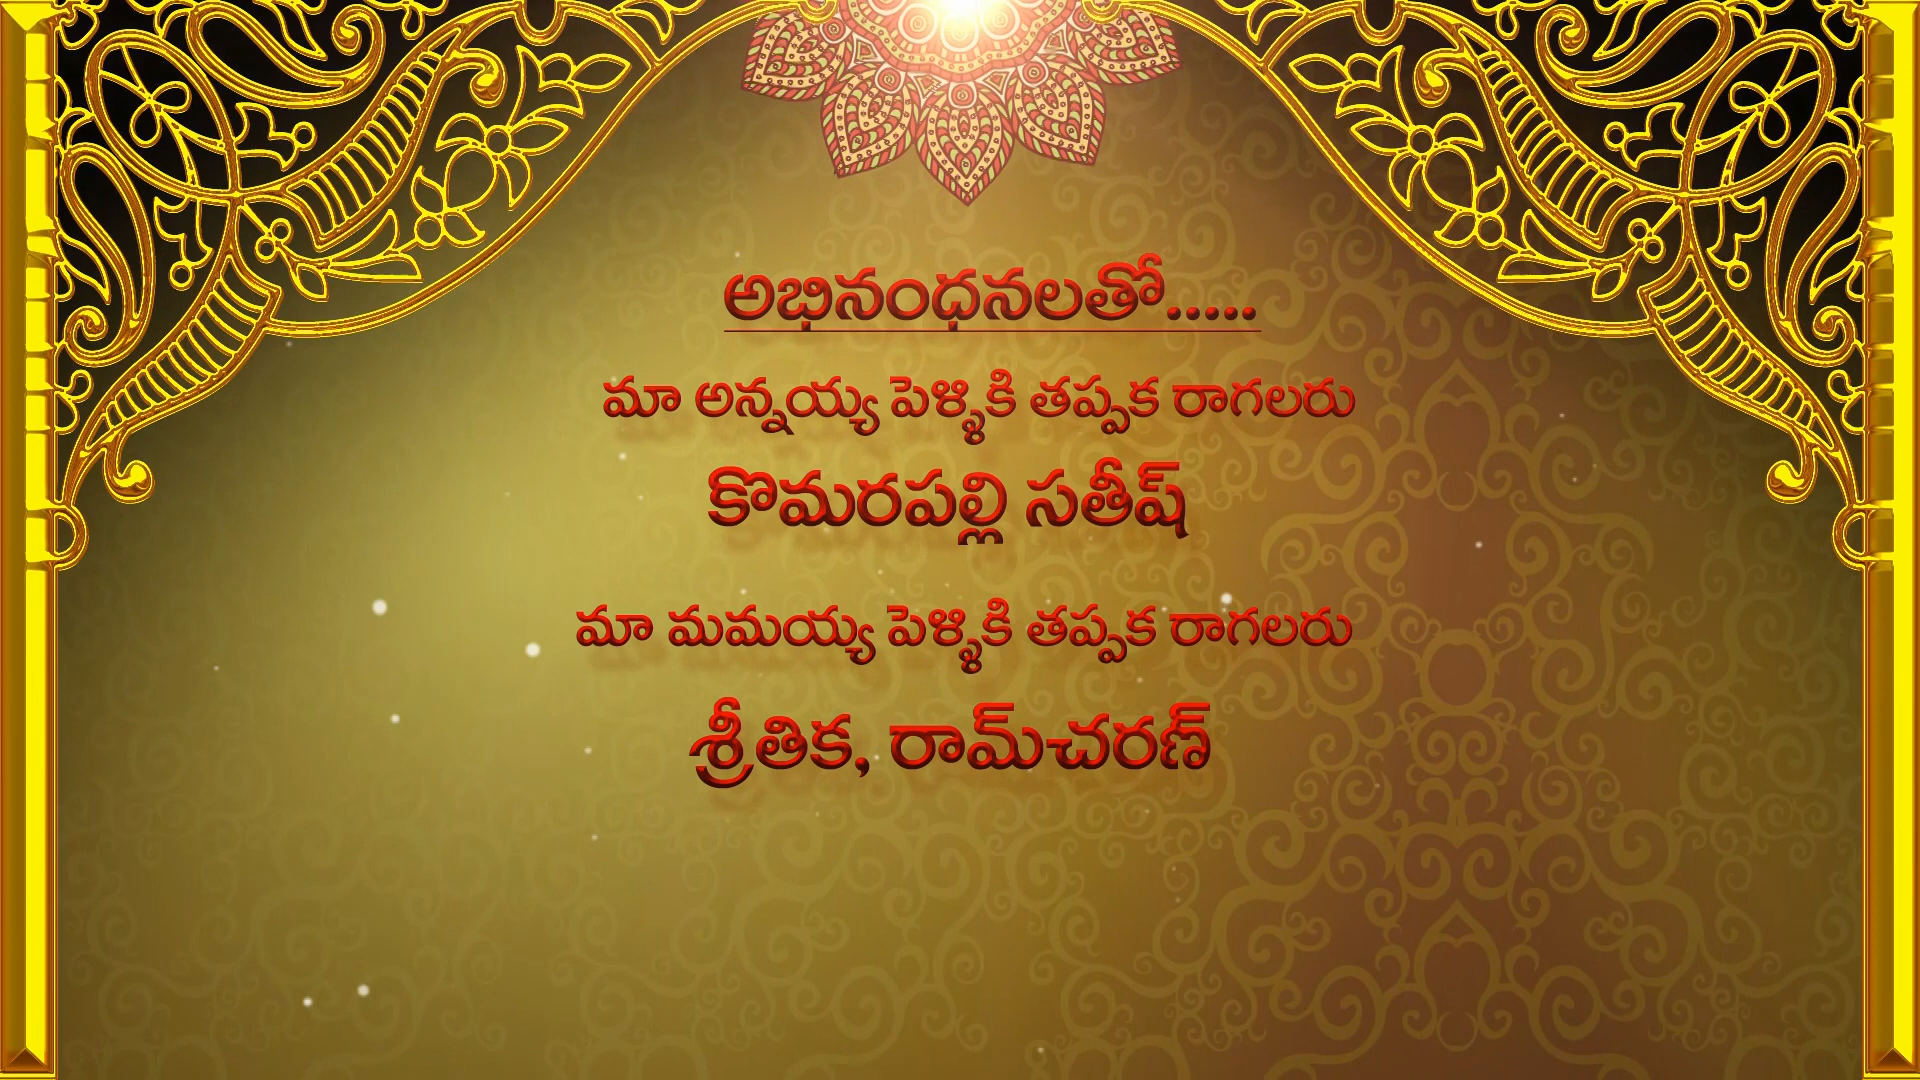 అభినంధనలతో.....
మా అన్నయ్య పెళ్ళికి తప్పక రాగలరు
కొమరపల్లి సతీష్
మా మమయ్య పెళ్ళికి తప్పక రాగలరు
శ్రీతిక, రామ్‌చరణ్